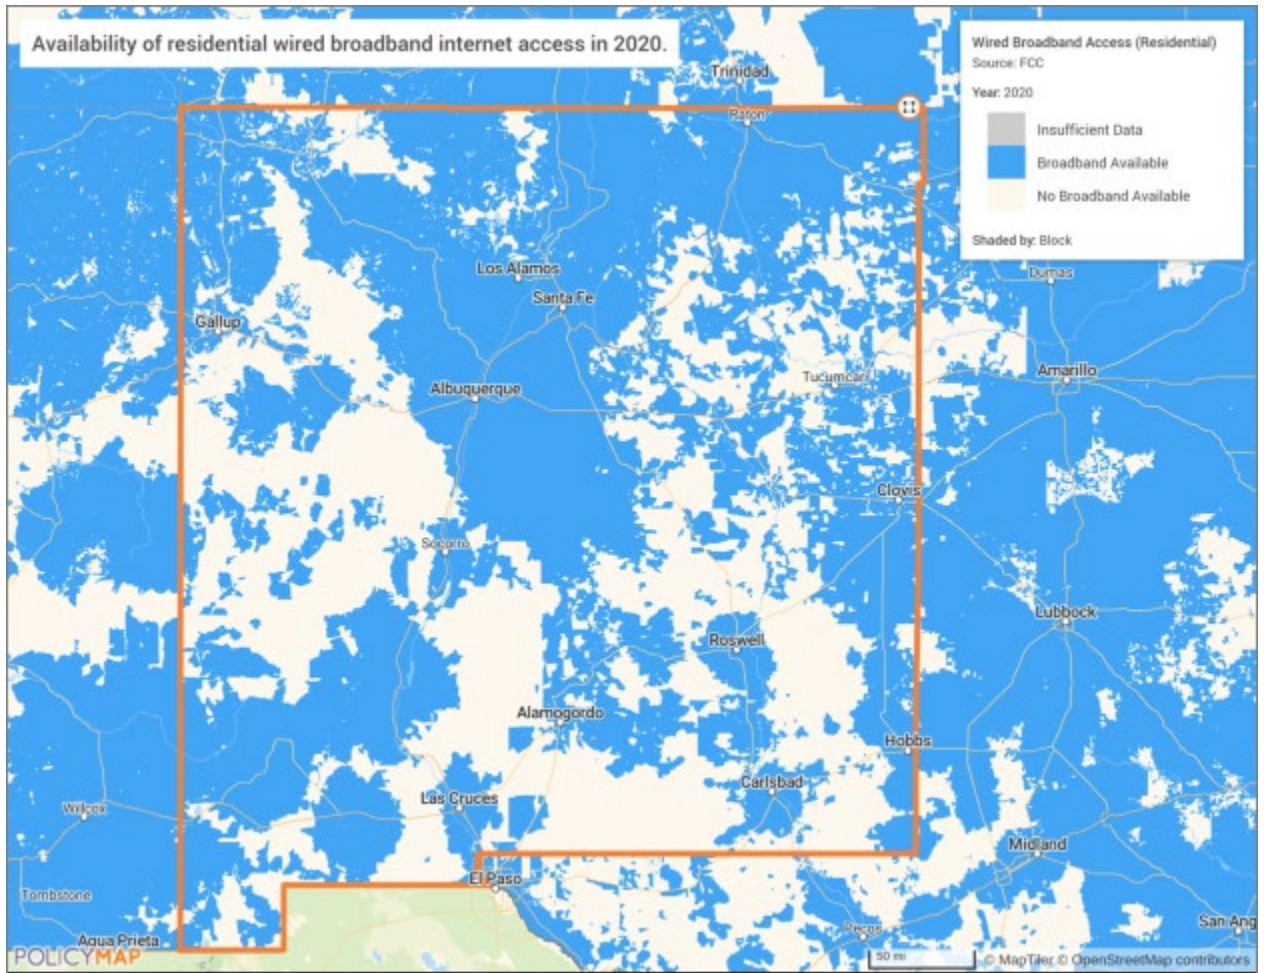 Availability of residential wired broadband internet access in 2020.
Wired Broadband Access (Residential)
Source: FCC
Year: 2020
Insufficient Data
Broadband Available
No Broadband Available
Shaded by: Block
Trinidad
Raton
Los Alamos
Santa Fe
Dumas
Gallup
Albuquerque
Tucumcari
Amarillo
Clovis
Socorro
Lubbock
Roswell
Alamogordo
Hobbs
Carlsbad
Las Cruces
Willcox
Midland
El Paso
Tombstone
Pecos
San Ang
Agua Prieta
POLICYMAP
50 mi
© MapTiler © OpenStreetMap contributors